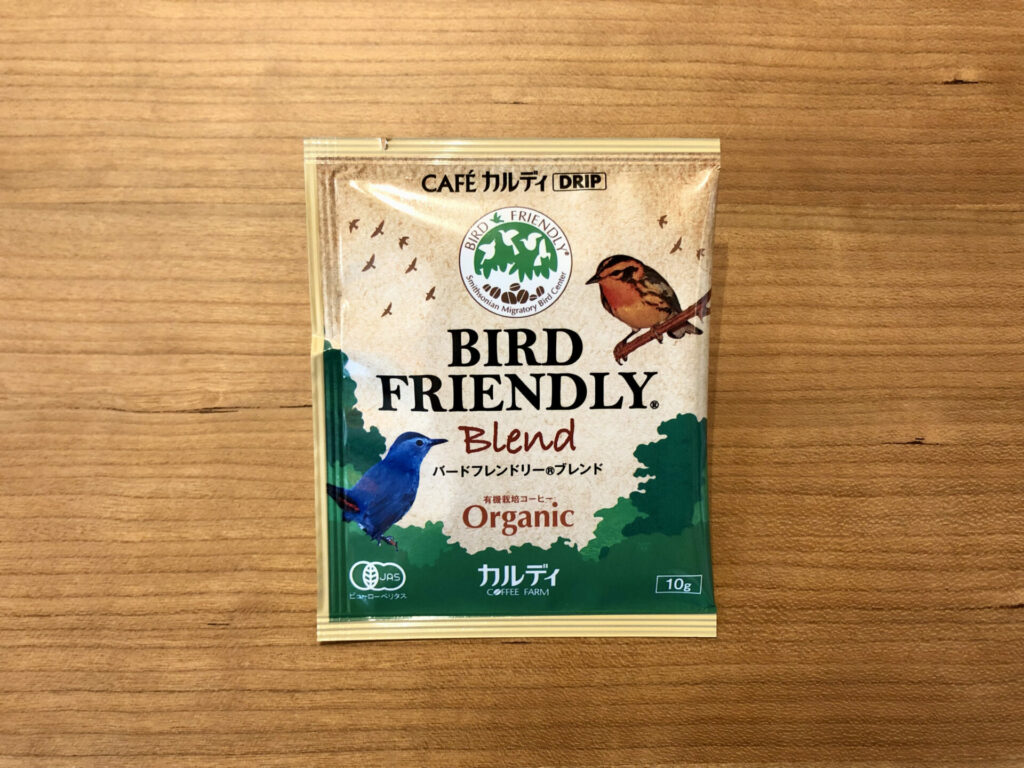 CAFÉ カルディ DRIP
BIRD FRIENDLY®
Smithsonian Migratory Bird Center
BIRD
FRIENDLY®
Blend
バードフレンドリー®ブレンド
有機栽培コーヒー
Organic
JAS
ビューローベリタス
カルディ
COFFEE FARM
10g